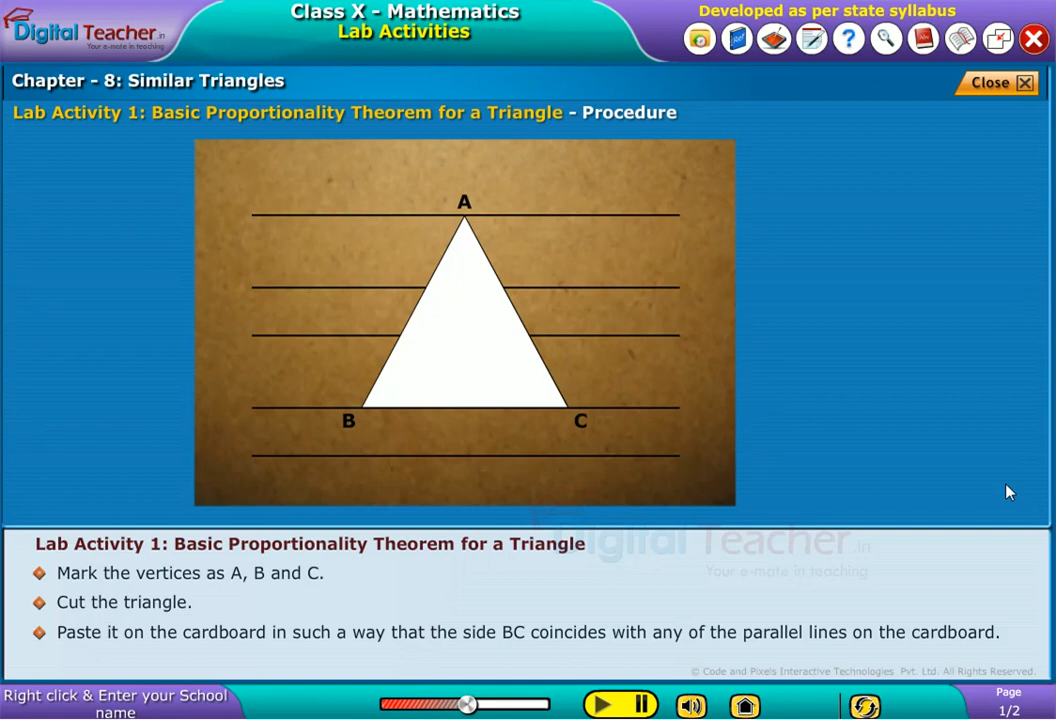 Digital Teacher.in
Your e-mate in teaching
Class X - Mathematics
Lab Activities
Developed as per state syllabus
Chapter - 8: Similar Triangles
Close
Lab Activity 1: Basic Proportionality Theorem for a Triangle - Procedure
A
B
C
Lab Activity 1: Basic Proportionality Theorem for a Triangle
Mark the vertices as A, B and C.
Cut the triangle.
Paste it on the cardboard in such a way that the side BC coincides with any of the parallel lines on the cardboard.
Digital Teacher.in
Your e-mate in teaching
© Code and Pixels Interactive Technologies Pvt. Ltd. All Rights Reserved.
Right click & Enter your School
name
Page
1/2